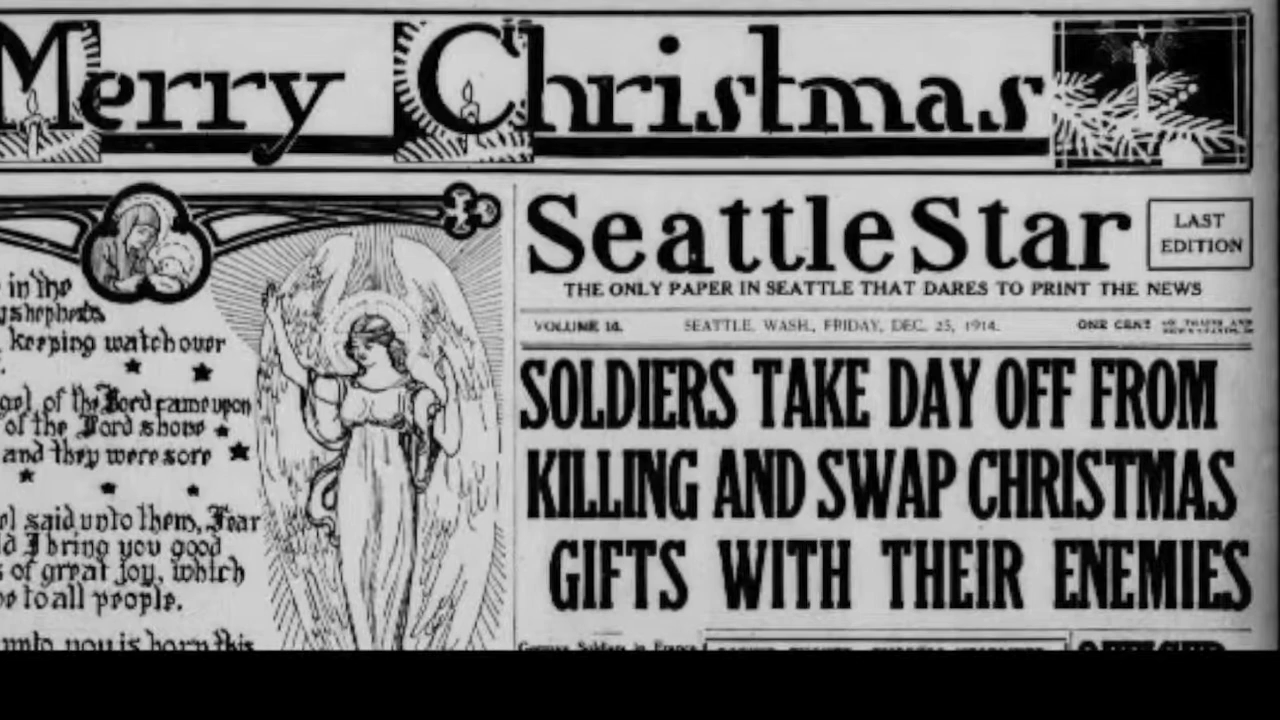 Merry Christmas
in the
shepherds
keeping watch over
of the Lord came upon
of the Lord shone
and they were sore
said unto them, Fear
I bring you good
of great joy, which
to all people.
unto you is born this
Seattle Star
LAST
EDITION
THE ONLY PAPER IN SEATTLE THAT DARES TO PRINT THE NEWS
VOLUME 16. SEATTLE, WASH., FRIDAY, DEC. 25, 1914. ONE CENT
SOLDIERS TAKE DAY OFF FROM
KILLING AND SWAP CHRISTMAS
GIFTS WITH THEIR ENEMIES
German Soldiers in France